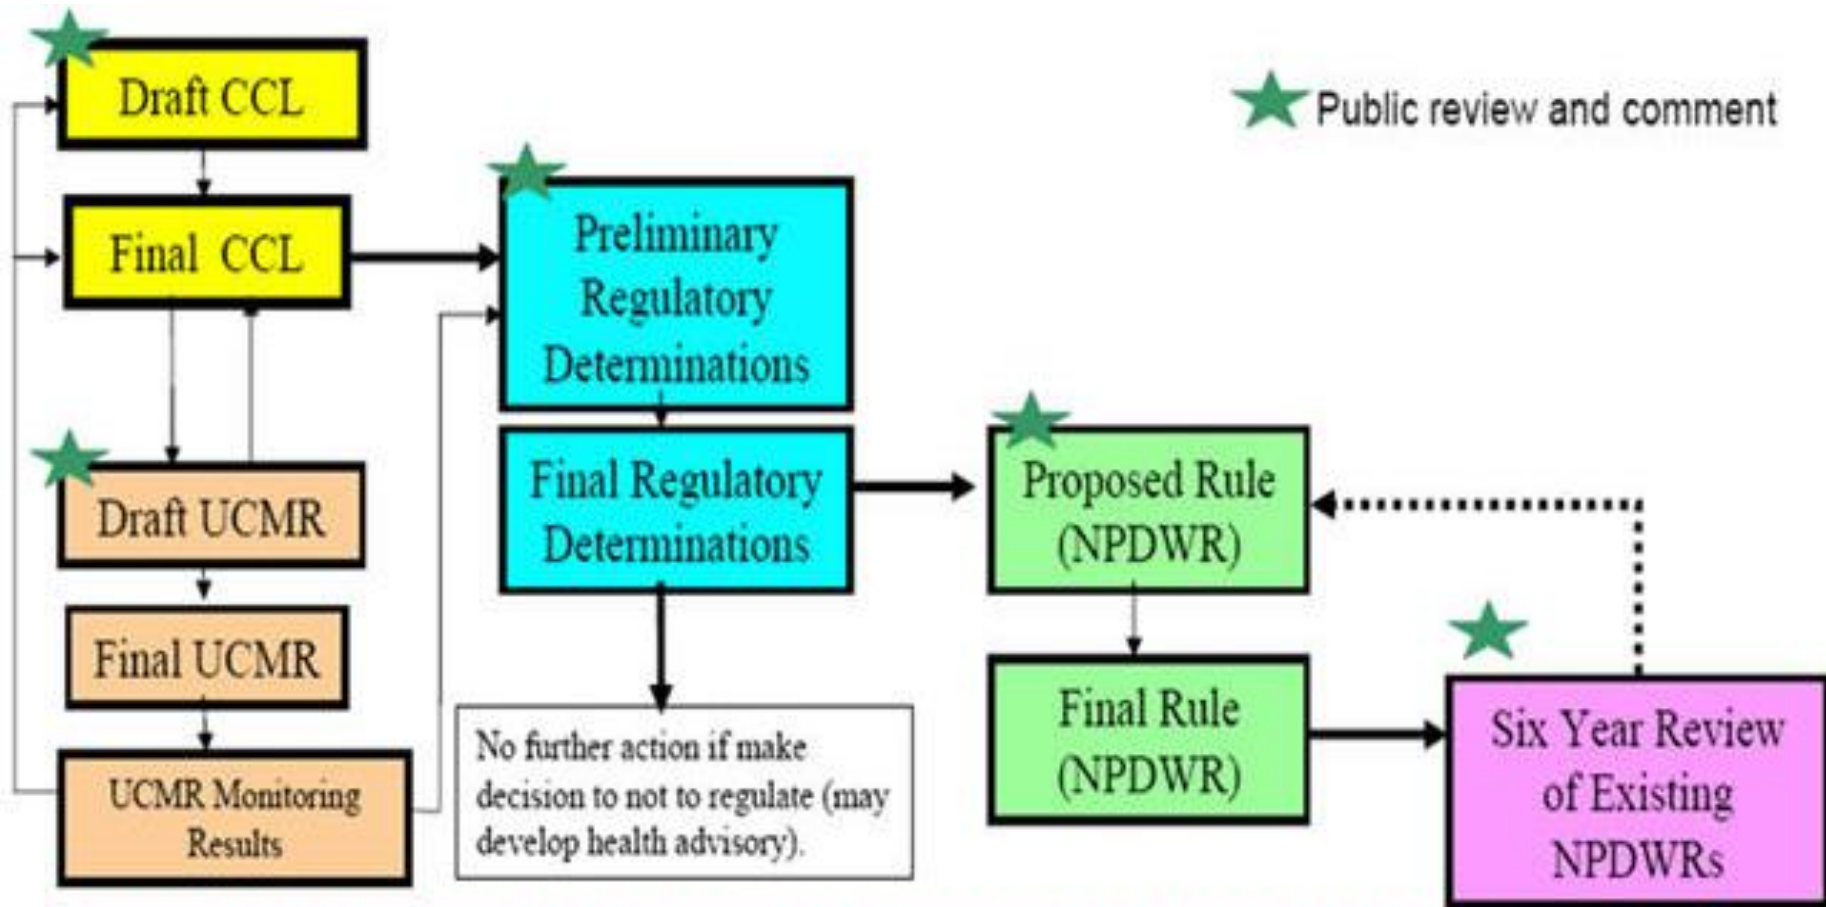 Draft CCL
Public review and comment
Final CCL
Preliminary
Regulatory
Determinations
Draft UCMR
Final Regulatory
Determinations
Proposed Rule
(NPDWR)
Final UCMR
UCMR Monitoring
Results
No further action if make
decision to not to regulate (may
develop health advisory).
Final Rule
(NPDWR)
Six Year Review
of Existing
NPDWRs